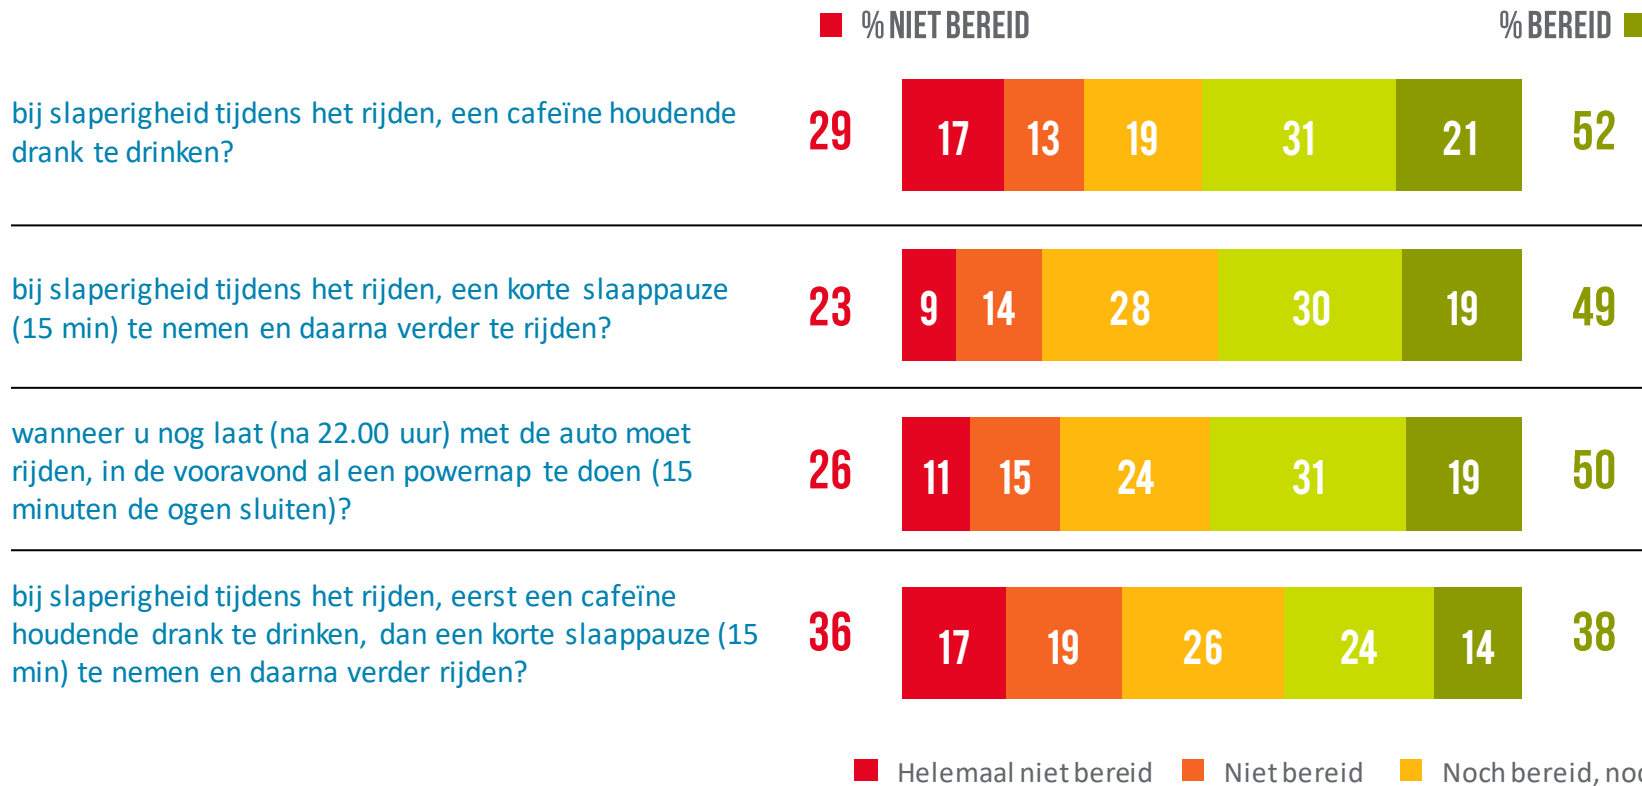 % NIET BEREID
% BEREID
bij slaperigheid tijdens het rijden, een cafeïne houdende
drank te drinken?
29
17 13 19 31 21
52
bij slaperigheid tijdens het rijden, een korte slaappauze
(15 min) te nemen en daarna verder te rijden?
23
9 14 28 30 19
49
wanneer u nog laat (na 22.00 uur) met de auto moet
rijden, in de vooravond al een powernap te doen (15
minuten de ogen sluiten)?
26
11 15 24 31 19
50
bij slaperigheid tijdens het rijden, eerst een cafeïne
houdende drank te drinken, dan een korte slaappauze (15
min) te nemen en daarna verder rijden?
36
17 19 26 24 14
38
Helemaal niet bereid
Niet bereid
Noch bereid,